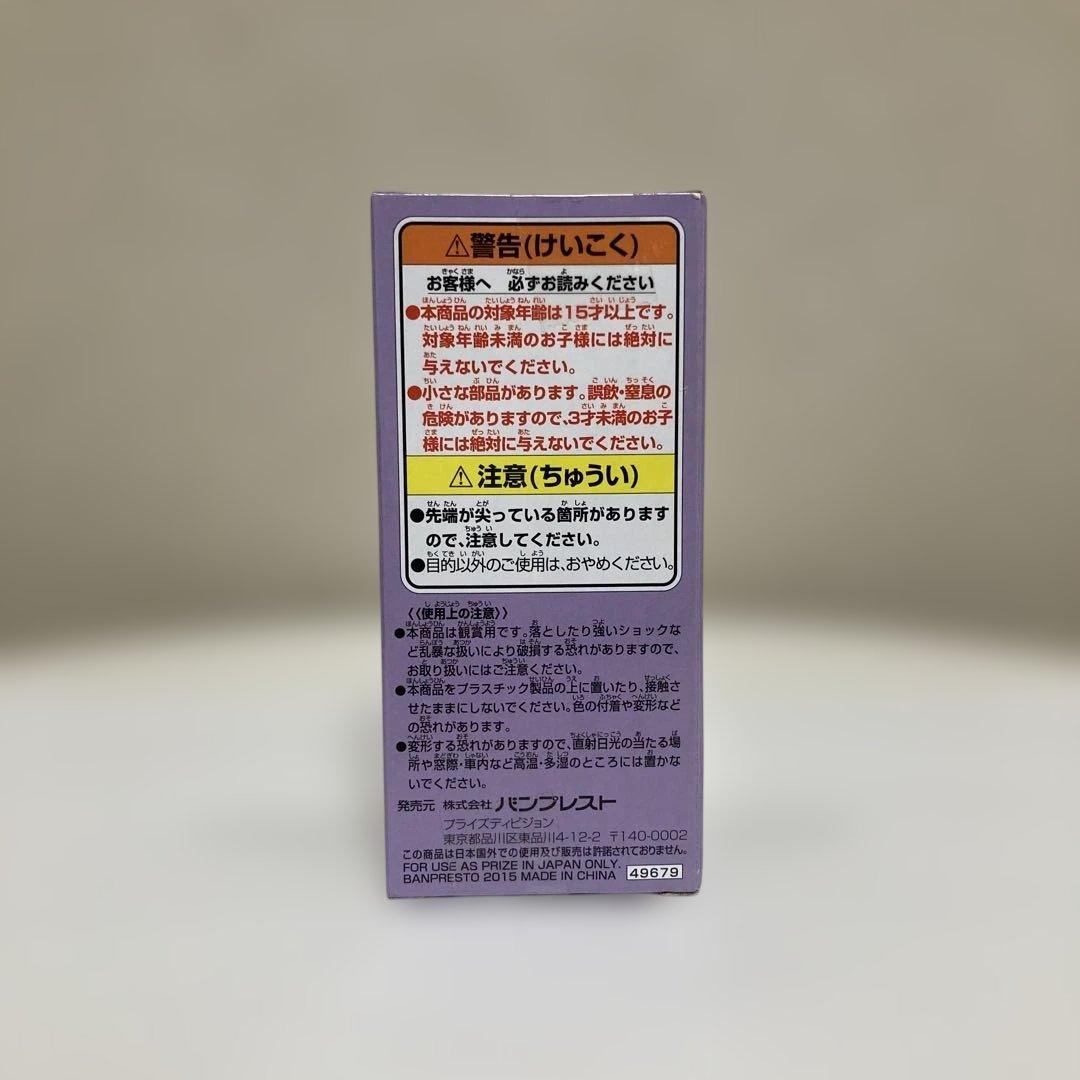 ⚠警告(けいこく)
お客様へ 必ずお読みください
●本商品の対象年齢は15才以上です。
対象年齢未満のお子様には絶対に
与えないでください。
●小さな部品があります。誤飲・窒息の
危険がありますので、3才未満のお子
様には絶対に与えないでください。
⚠注意(ちゅうい)
●先端が尖っている箇所があります
ので、注意してください。
●目的以外のご使用は、おやめください。
〈〈使用上の注意〉〉
●本商品は観賞用です。落としたり強いショックな
ど乱暴な扱いにより破損する恐れがありますので、
お取り扱いにはご注意ください。
●本商品をプラスチック製品の上に置いたり、接触さ
せたままにしないでください。色の付着や変形など
の恐れがあります。
●変形する恐れがありますので、直射日光の当たる場
所や窓際・車内など高温・多湿のところには置かな
いでください。
発売元 株式会社 バンプレスト
プライズディビジョン
東京都品川区東品川4-12-2 〒140-0002
この商品は日本国外での使用及び販売は許諾されておりません。
FOR USE AS PRIZE IN JAPAN ONLY.
BANPRESTO 2015 MADE IN CHINA 49679